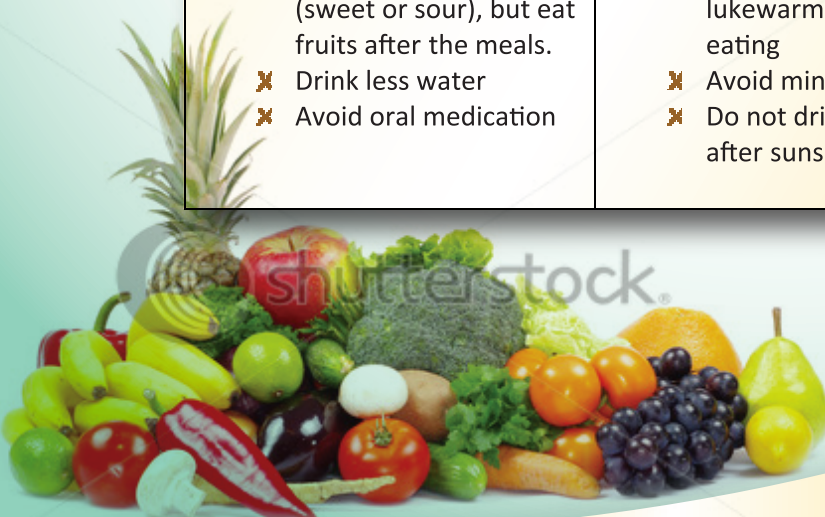 (sweet or sour), but eat
fruits after the meals.
Drink less water
Avoid oral medication
lukewarm
eating
Avoid min
Do not dri
after suns
shutterstock